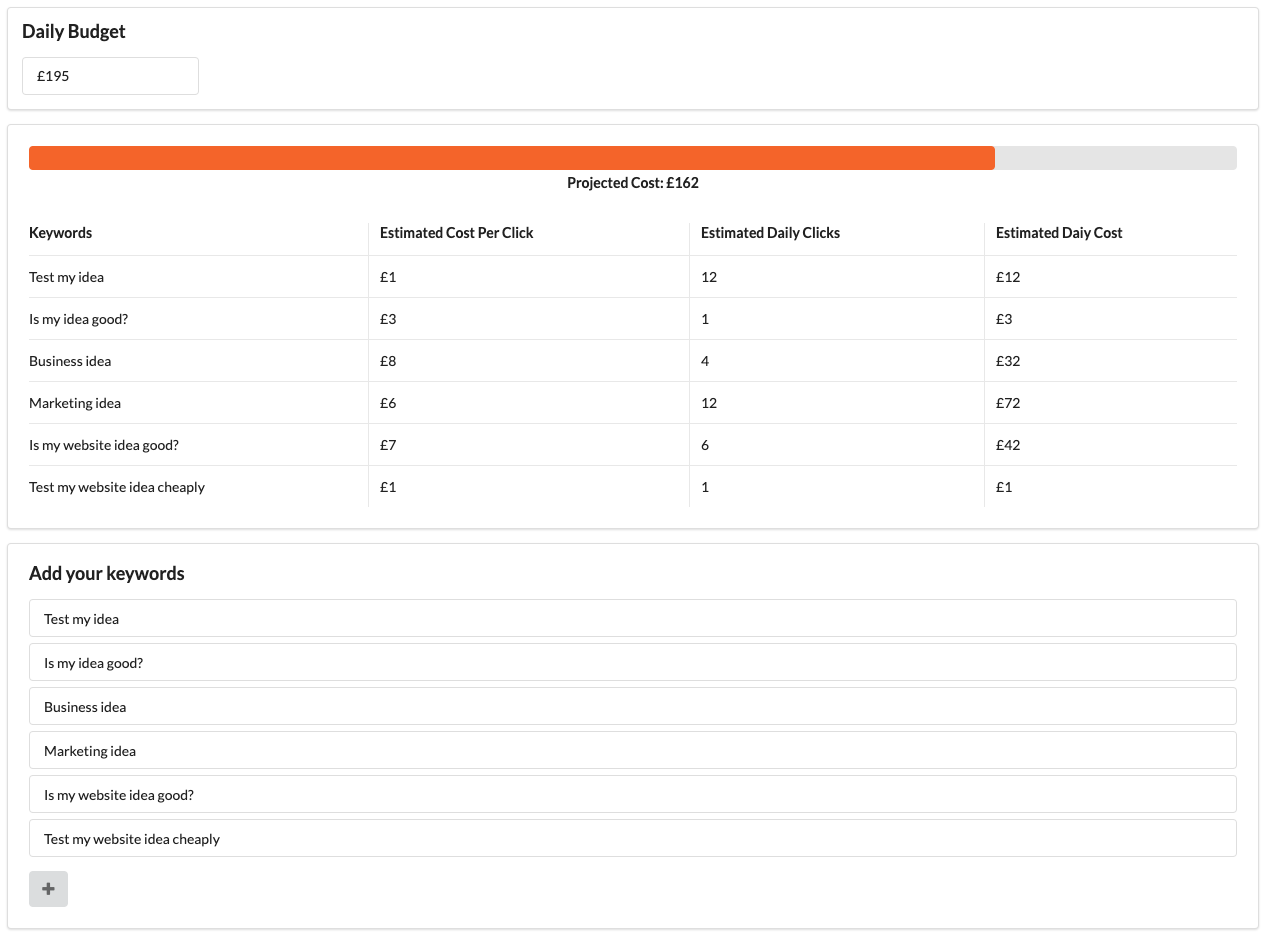 Daily Budget
£195
Projected Cost: £162
Keywords Estimated Cost Per Click Estimated Daily Clicks Estimated Daiy Cost
Test my idea £1 12 £12
Is my idea good? £3 1 £3
Business idea £8 4 £32
Marketing idea £6 12 £72
Is my website idea good? £7 6 £42
Test my website idea cheaply £1 1 £1
Add your keywords
Test my idea
Is my idea good?
Business idea
Marketing idea
Is my website idea good?
Test my website idea cheaply
+